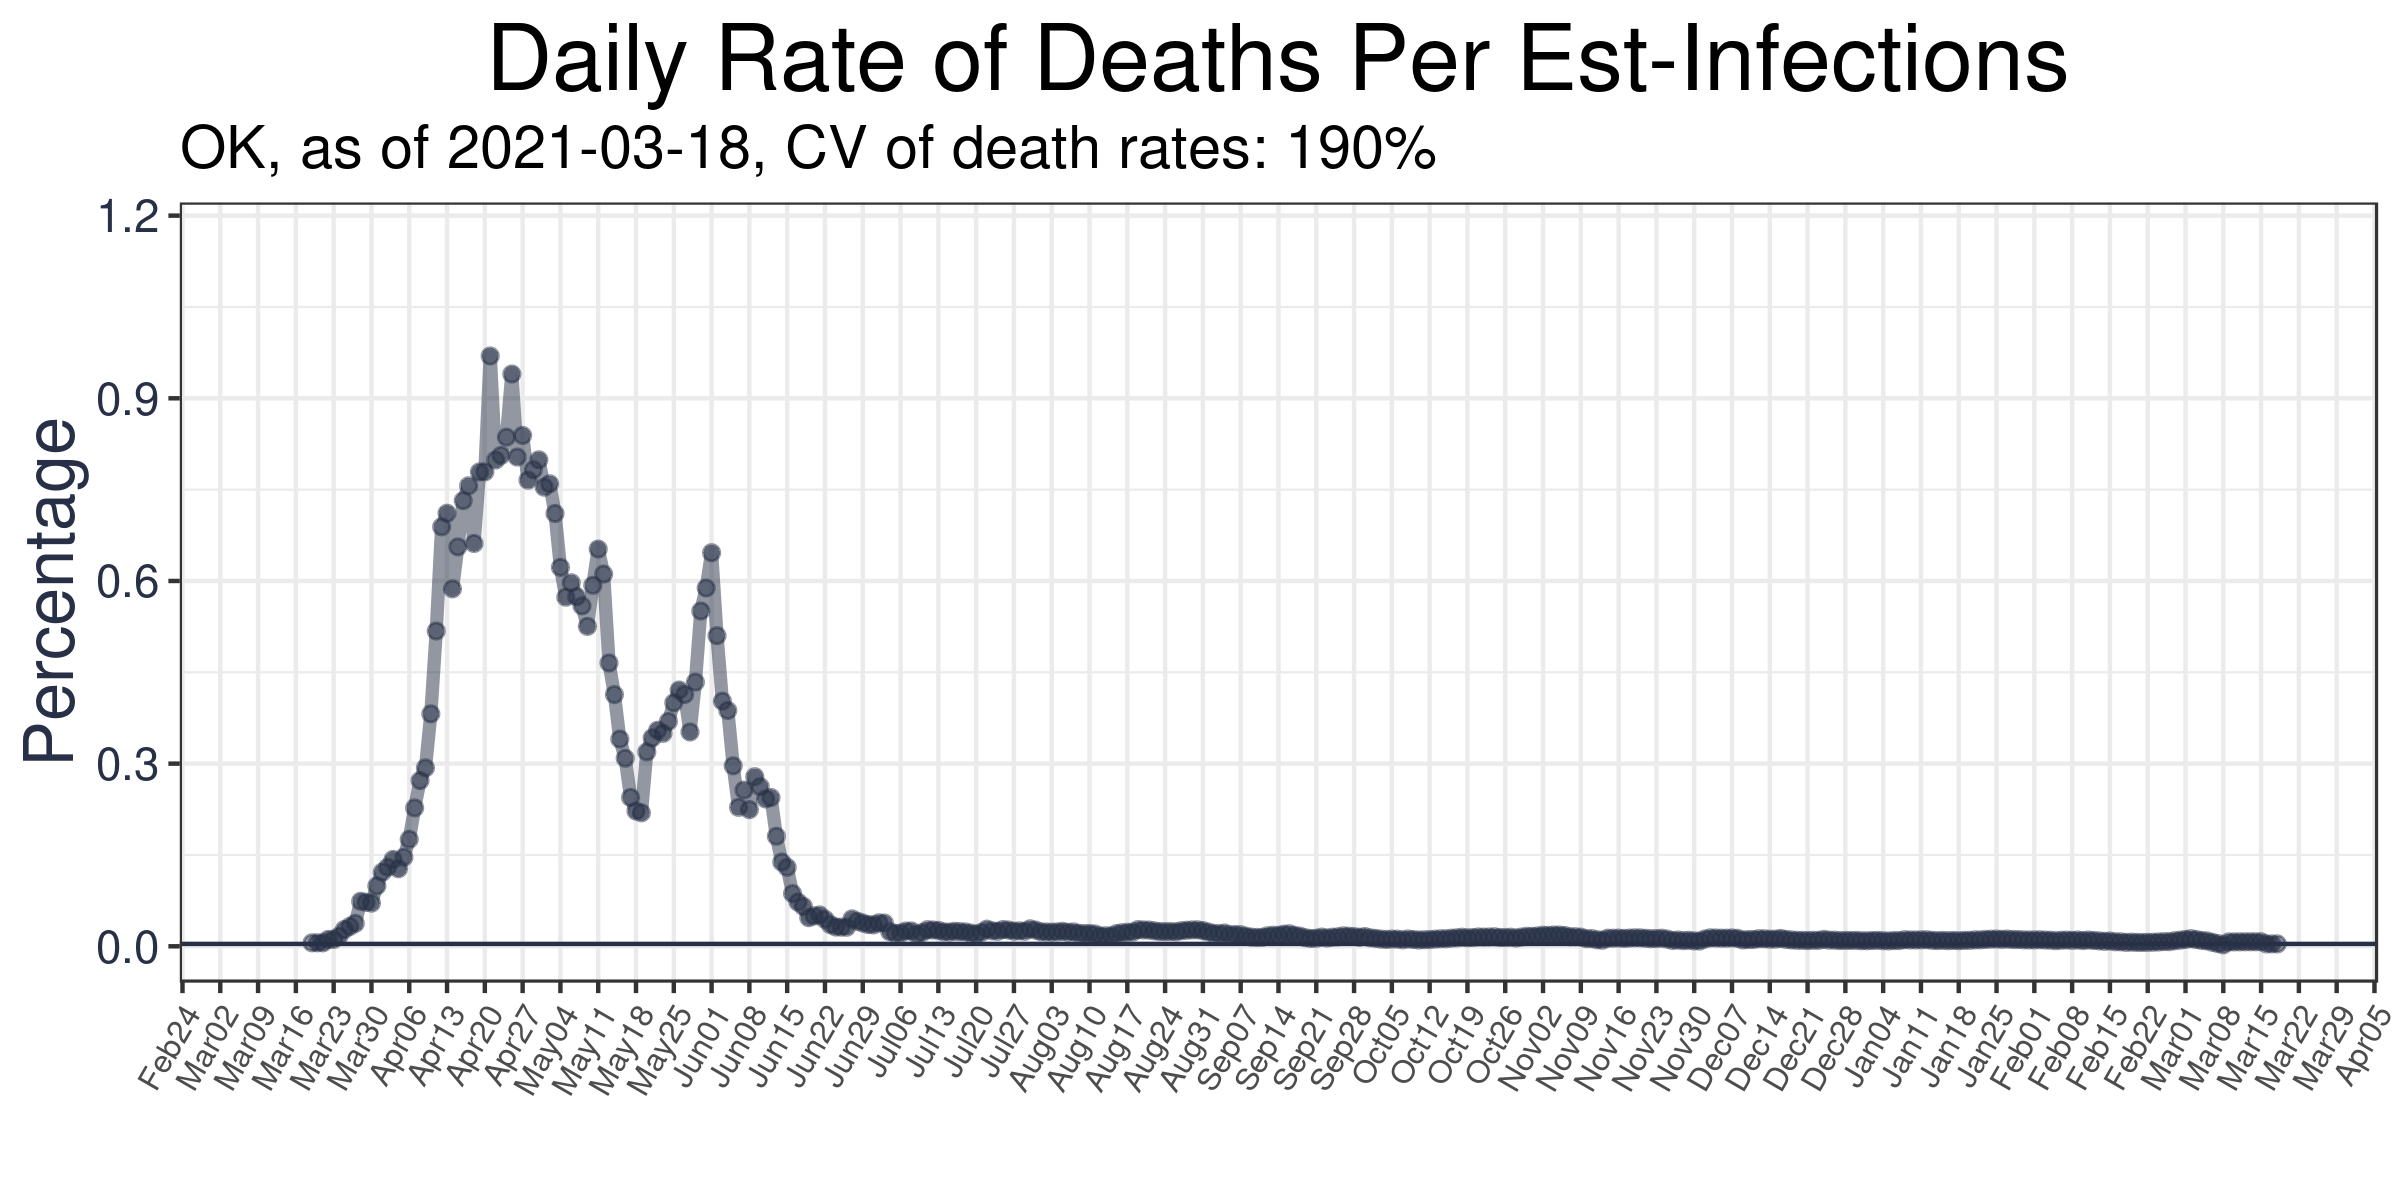 Daily Rate of Deaths Per Est-Infections
OK, as of 2021-03-18, CV of death rates: 190%
Percentage
1.2
0.9
0.6
0.3
0.0
Feb24 Mar02 Mar09 Mar16 Mar23 Mar30 Apr06 Apr13 Apr20 Apr27 May04 May11 May18 May25 Jun01 Jun08 Jun15 Jun22 Jun29 Jul06 Jul13 Jul20 Jul27 Aug03 Aug10 Aug17 Aug24 Aug31 Sep07 Sep14 Sep21 Sep28 Oct05 Oct12 Oct19 Oct26 Nov02 Nov09 Nov16 Nov23 Nov30 Dec07 Dec14 Dec21 Dec28 Jan04 Jan11 Jan18 Jan25 Feb01 Feb08 Feb15 Feb22 Mar01 Mar08 Mar15 Mar22 Mar29 Apr05